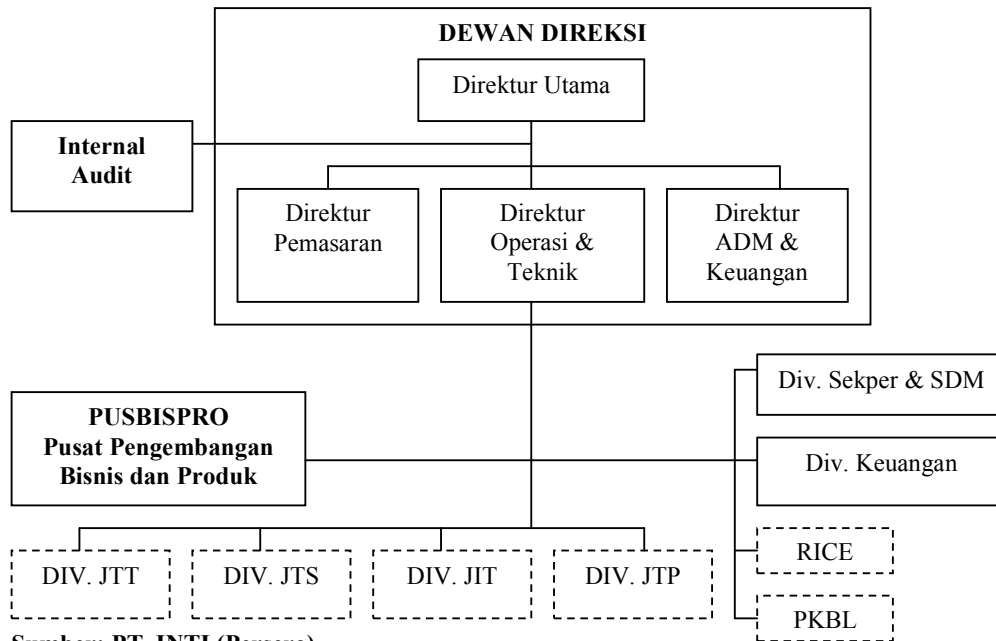 DEWAN DIREKSI
Direktur Utama
Internal
Audit
Direktur
Pemasaran
Direktur
Operasi &
Teknik
Direktur
ADM &
Keuangan
Div. Sekper & SDM
PUSBISPRO
Pusat Pengembangan
Bisnis dan Produk
Div. Keuangan
RICE
DIV. JTT
DIV. JTS
DIV. JIT
DIV. JTP
PKBL
Sumber: PT. INTI (Persero)